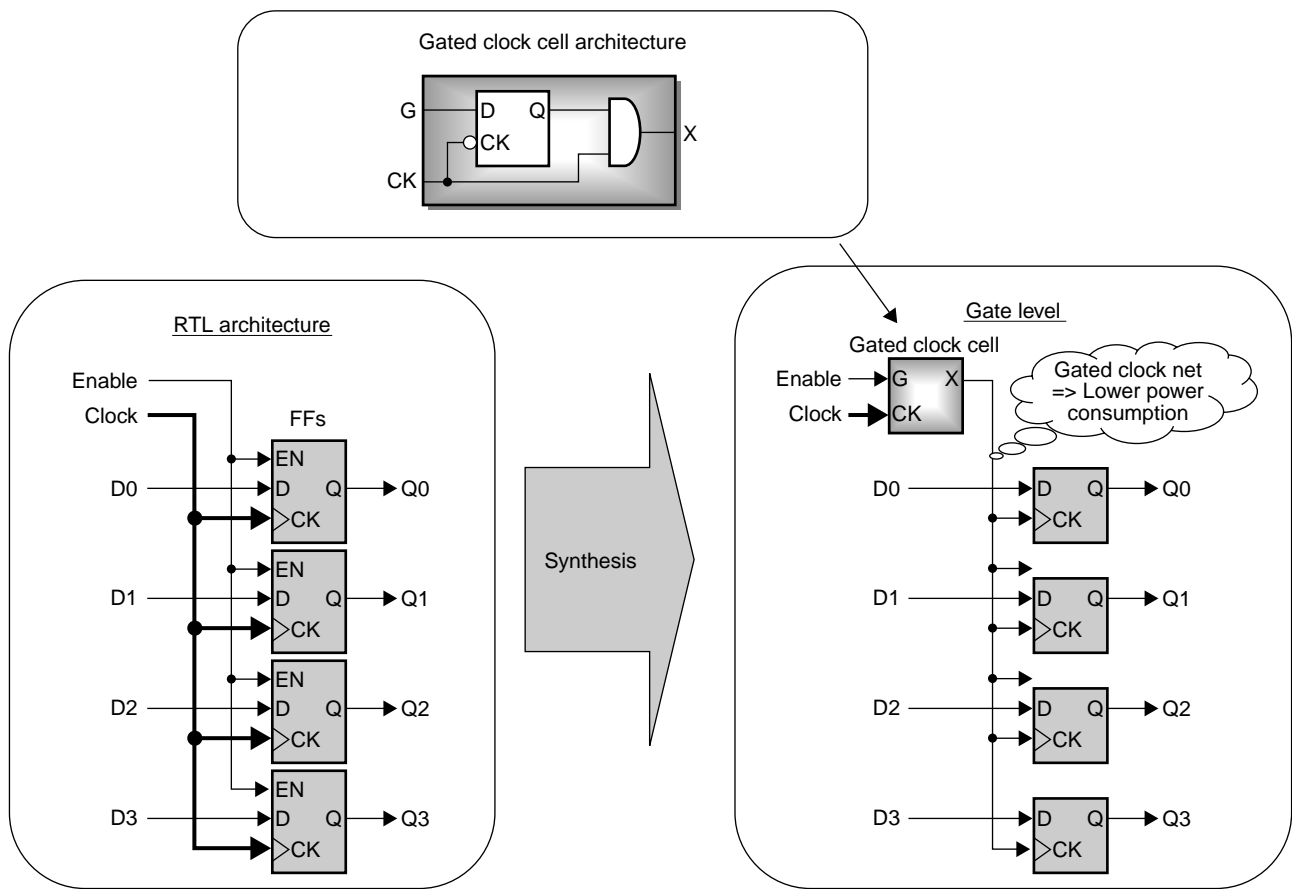 Gated clock cell architecture
G
D
Q
CK
X
CK
RTL architecture
Enable
Clock
FFs
EN
D0
D
Q
Q0
CK
EN
D1
D
Q
Q1
CK
EN
D2
D
Q
Q2
CK
EN
D3
D
Q
Q3
CK
Synthesis
Gate level
Gated clock cell
Enable
G
X
Clock
CK
Gated clock net
=> Lower power
consumption
D0
D
Q
Q0
CK
D1
D
Q
Q1
CK
D2
D
Q
Q2
CK
D3
D
Q
Q3
CK